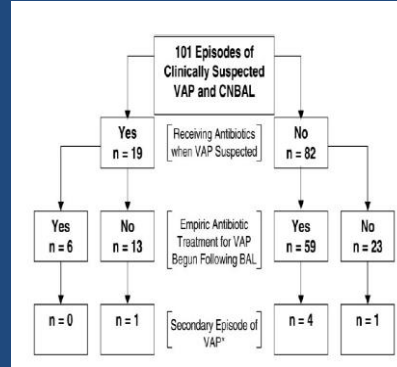 101 Episodes of
Clinically Suspected
VAP and CNBAL
Yes
n = 19
Receiving Antibiotics
when VAP Suspected
No
n = 82
Yes
n = 6
No
n = 13
Empiric Antibiotic
Treatment for VAP
Begun Following BAL
Yes
n = 59
No
n = 23
n = 0
n = 1
Secondary Episode of
VAP*
n = 4
n = 1